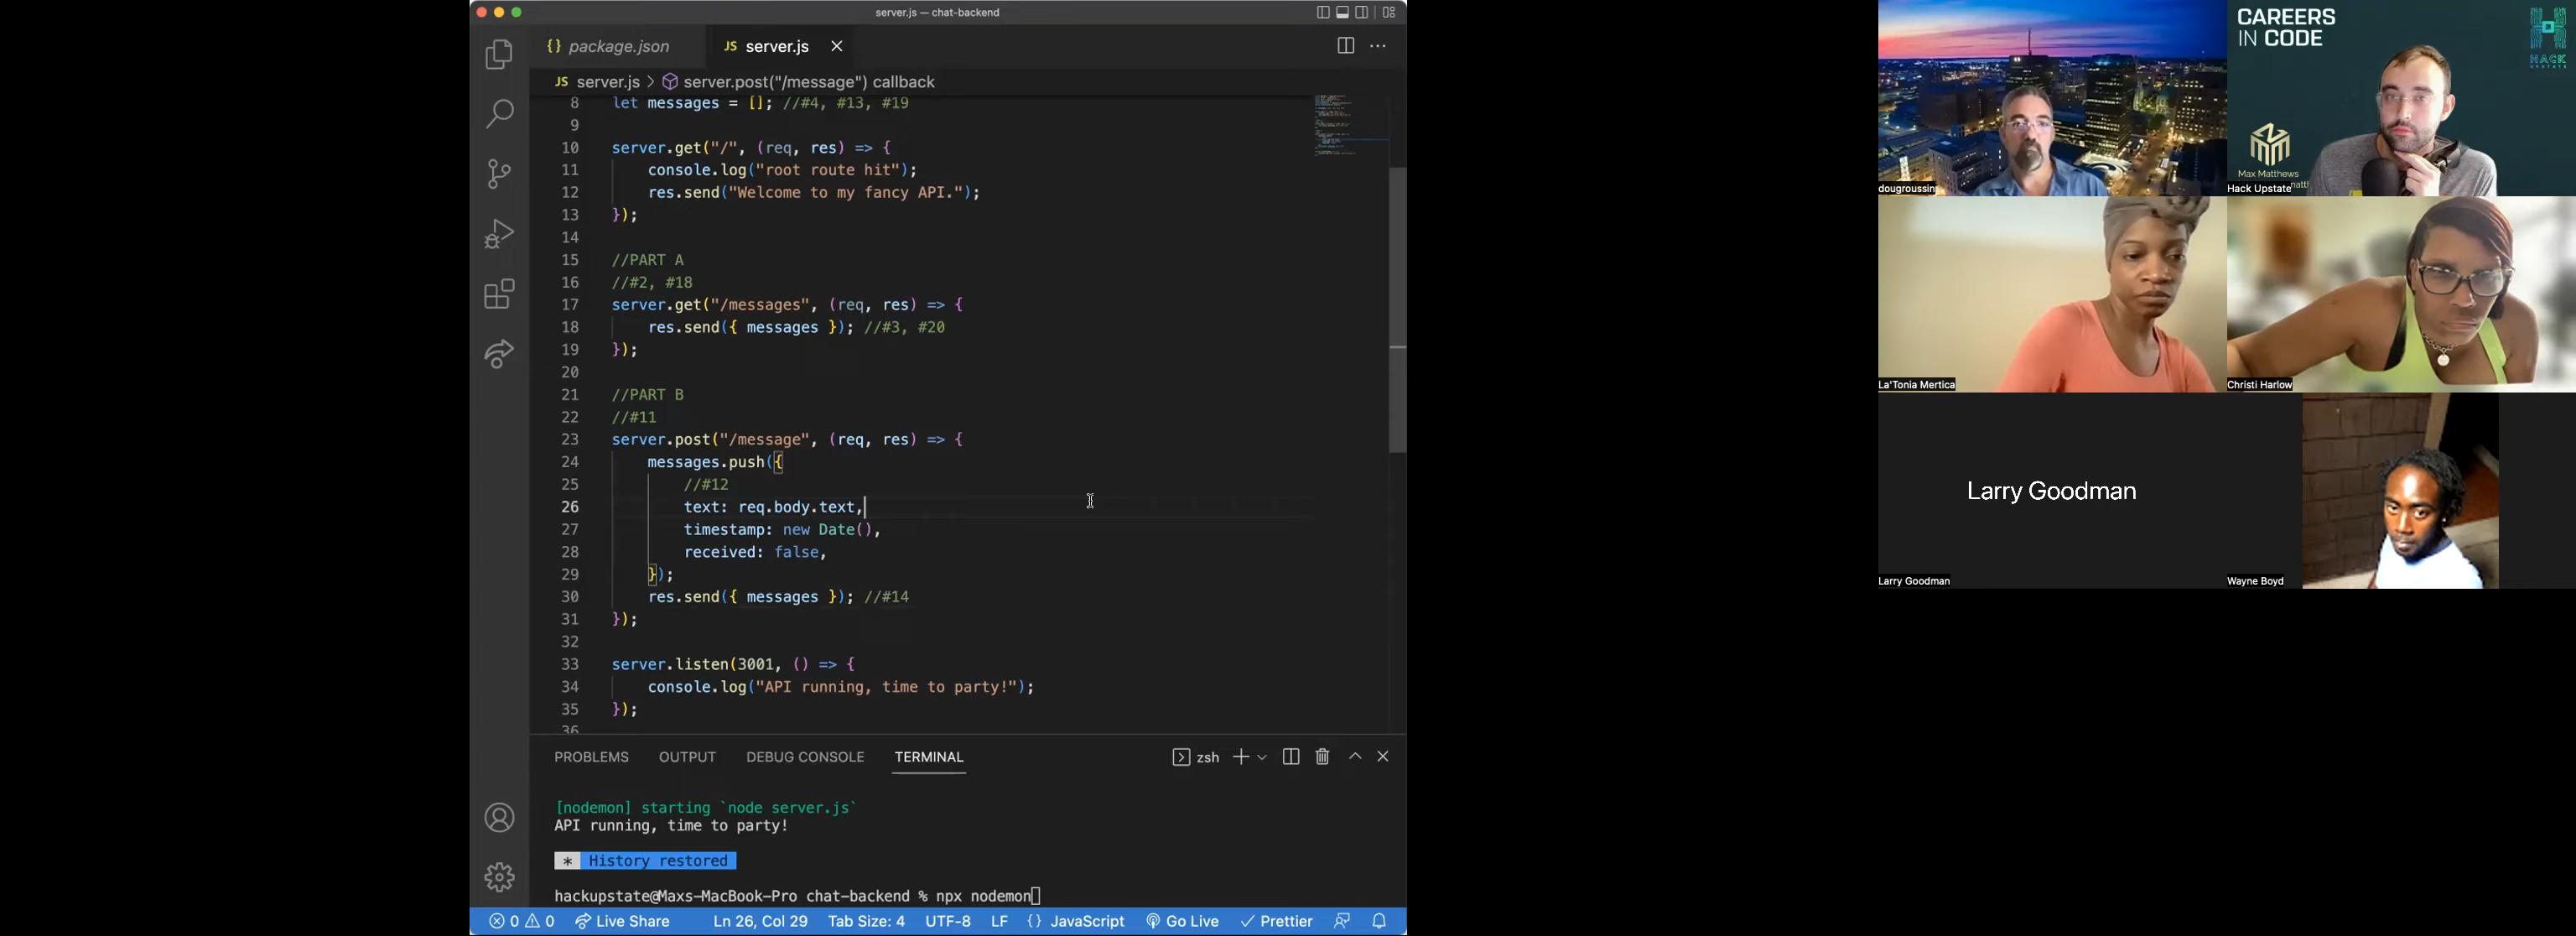 server.js — chat-backend
{} package.json
JS server.js
JS server.js > server.post("/message") callback
8 let messages = []; //#4, #13, #19
9
10 server.get("/", (req, res) => {
11 console.log("root route hit");
12 res.send("Welcome to my fancy API.");
13 });
14
15 //PART A
16 //#2, #18
17 server.get("/messages", (req, res) => {
18 res.send({ messages }); //#3, #20
19 });
20
21 //PART B
22 //#11
23 server.post("/message", (req, res) => {
24 messages.push({
25 //#12
26 text: req.body.text,
27 timestamp: new Date(),
28 received: false,
29 });
30 res.send({ messages }); //#14
31 });
32
33 server.listen(3001, () => {
34 console.log("API running, time to party!");
35 });
36
PROBLEMS OUTPUT DEBUG CONSOLE TERMINAL
zsh
[nodemon] starting `node server.js`
API running, time to party!
* History restored
hackupstate@Maxs-MacBook-Pro chat-backend % npx nodemon
0 0 Live Share Ln 26, Col 29 Tab Size: 4 UTF-8 LF {} JavaScript Go Live Prettier
dougroussin
CAREERS
IN CODE
HACK
UPSTATE
Max Matthews
Hack Upstate
La'Tonia Mertica
Christi Harlow
Larry Goodman
Larry Goodman
Wayne Boyd